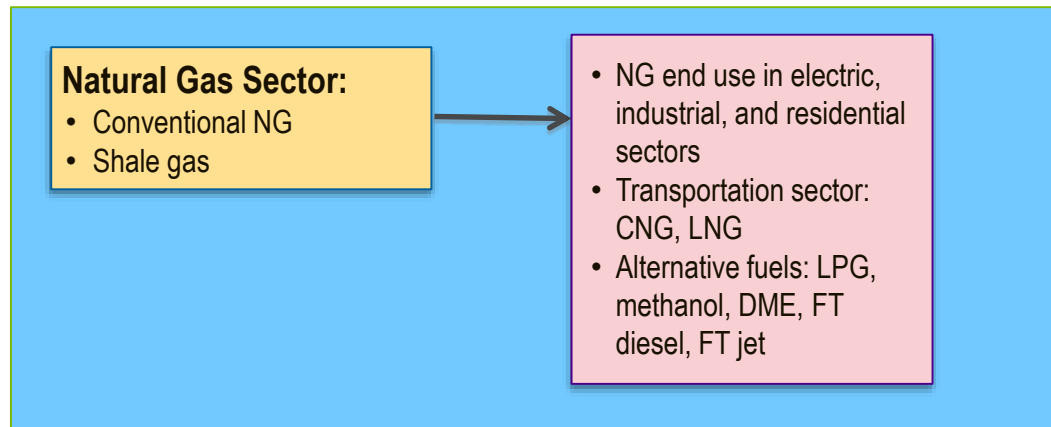 Natural Gas Sector:
• Conventional NG
• Shale gas
• NG end use in electric,
industrial, and residential
sectors
• Transportation sector:
CNG, LNG
• Alternative fuels: LPG,
methanol, DME, FT
diesel, FT jet